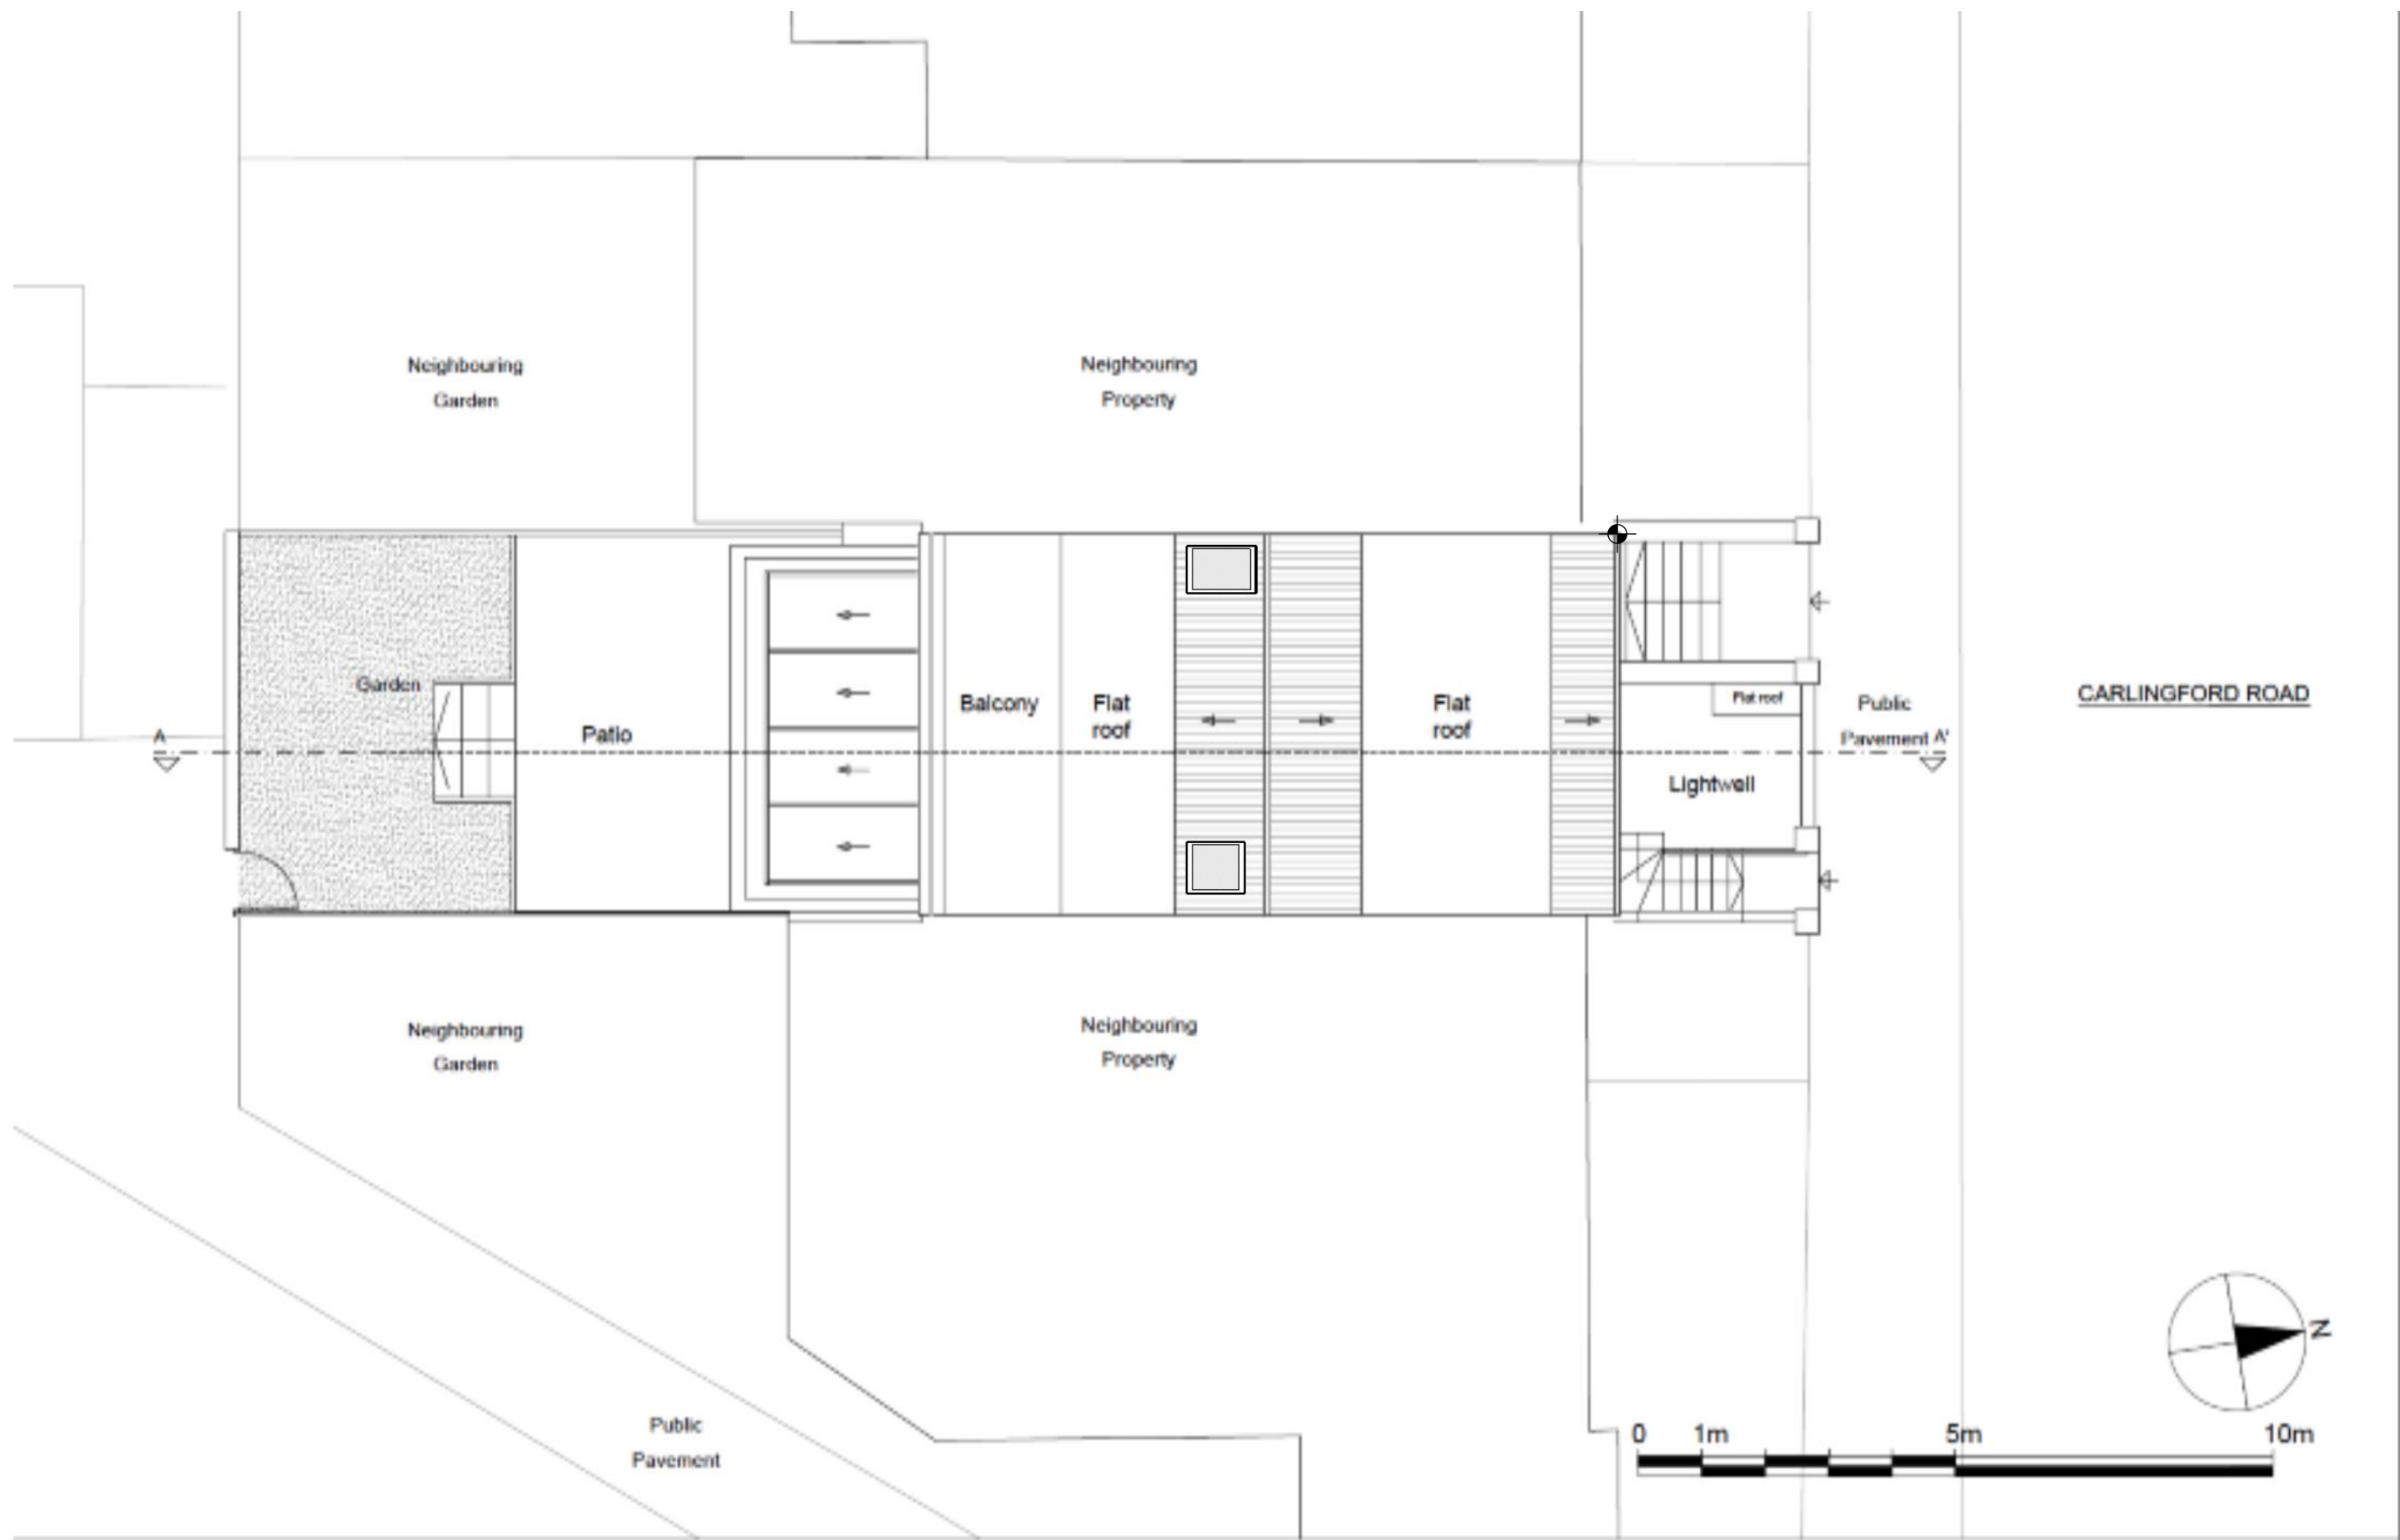 Neighbouring
Garden
Neighbouring
Property
Garden
Patio
Balcony
Flat
roof
Flat
roof
Flat roof
Lightwell
Public
Pavement
A
A'
CARLINGFORD ROAD
Neighbouring
Garden
Neighbouring
Property
Public
Pavement
N
0 1m 5m 10m